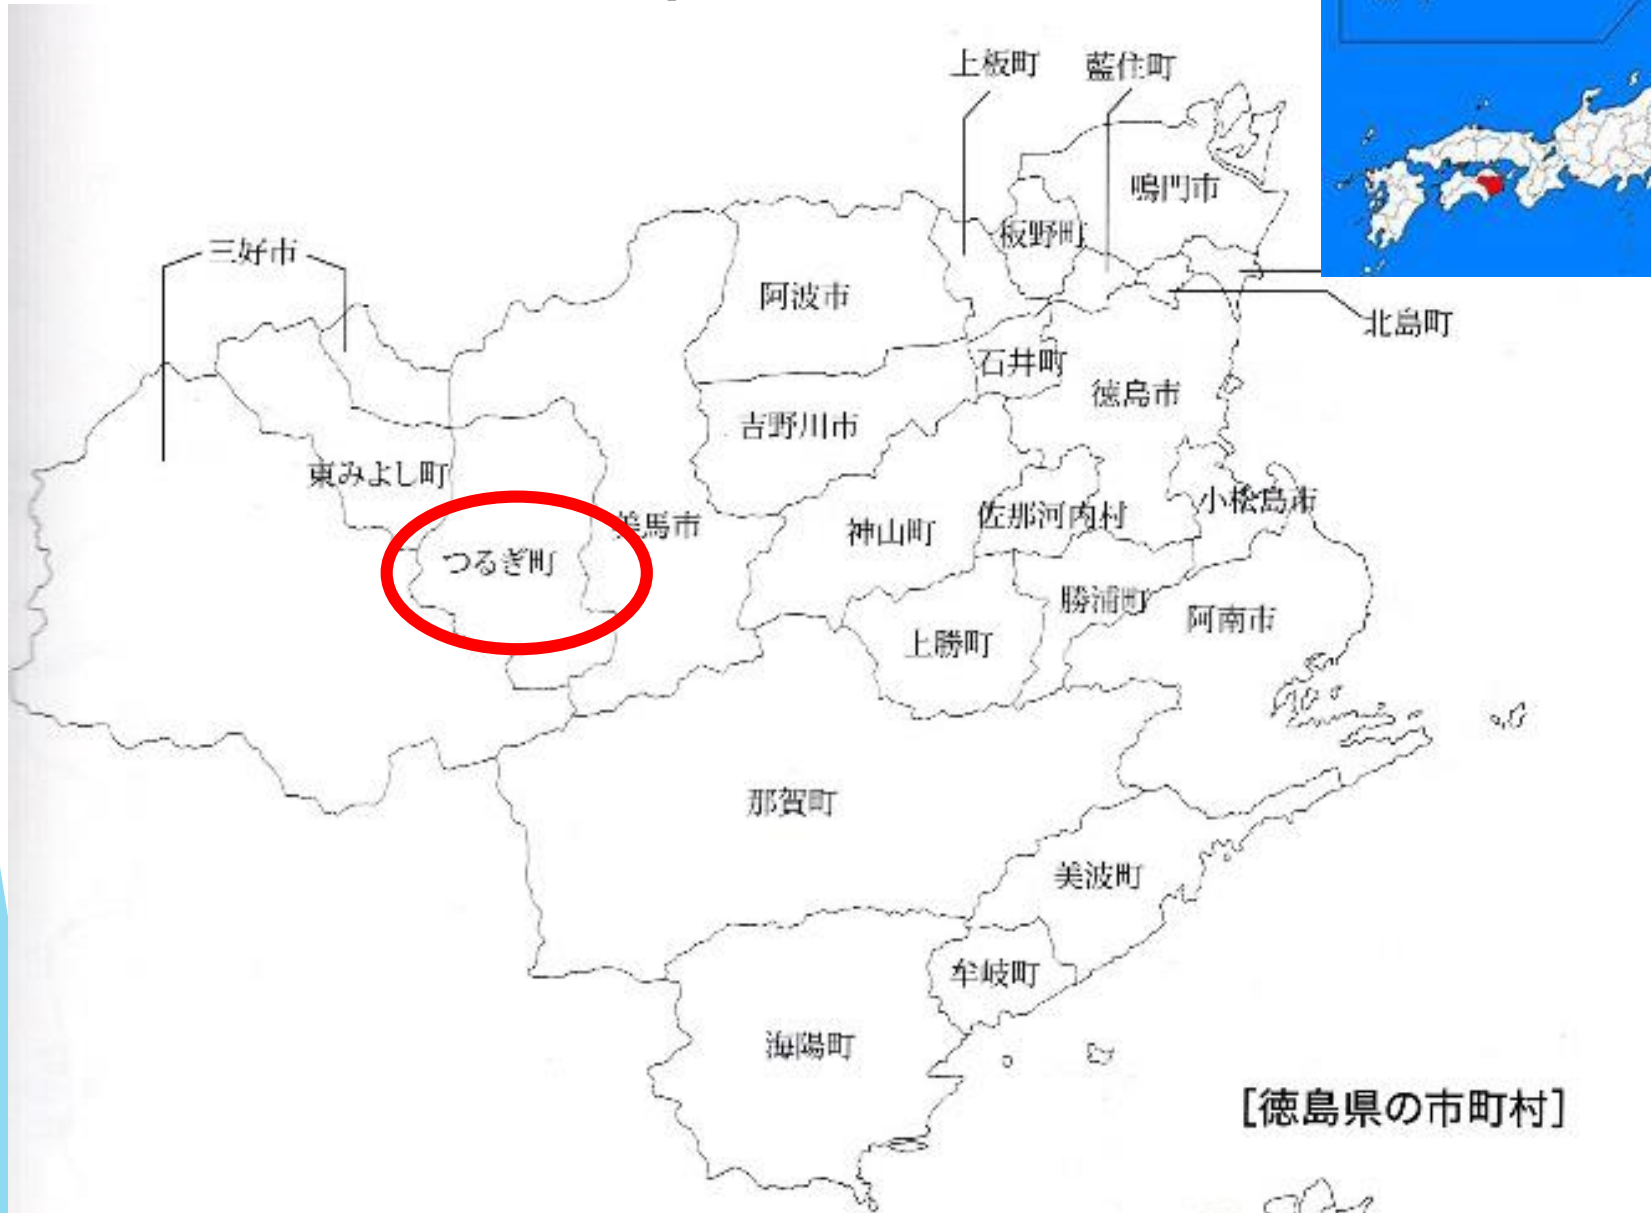 上板町
藍住町
鳴門市
板野町
三好市
阿波市
北島町
石井町
徳島市
吉野川市
東みよし町
小松島市
美馬市
神山町
佐那河内村
つるぎ町
勝浦町
阿南市
上勝町
那賀町
美波町
牟岐町
海陽町
[徳島県の市町村]